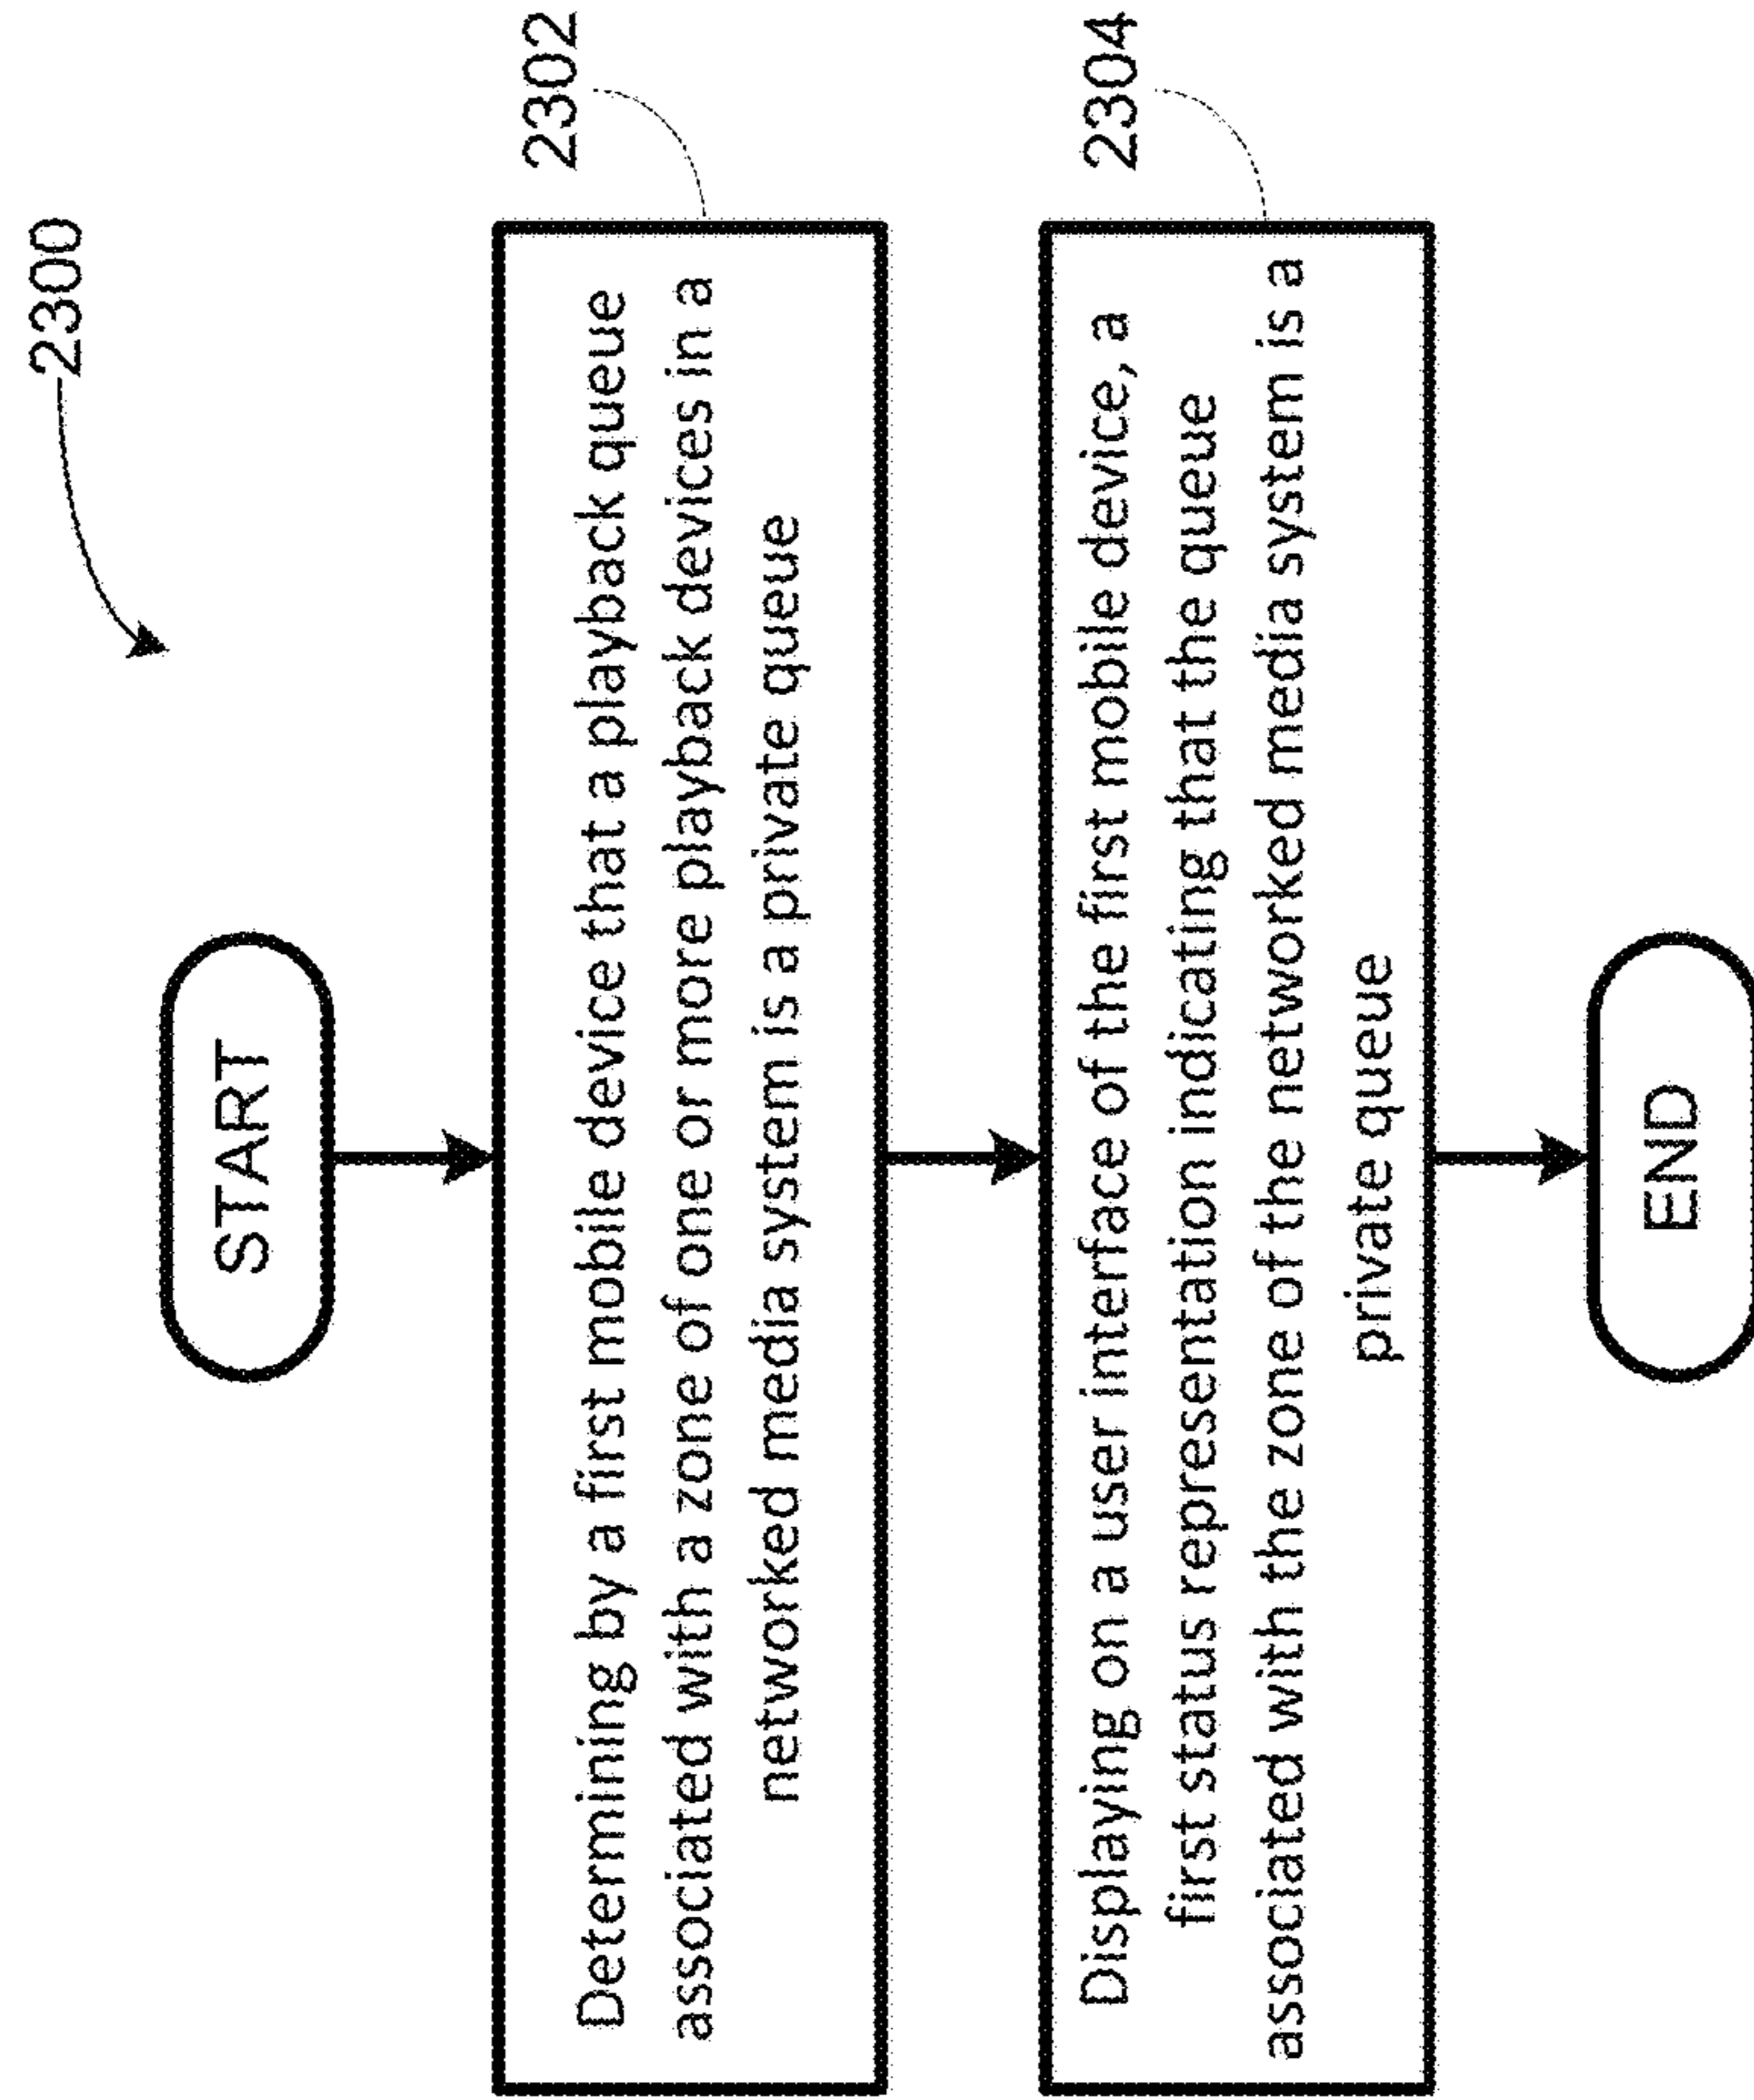 2300
START
Determining by a first mobile device that a playback queue
associated with a zone of one or more playback devices in a
networked media system is a private queue
2302
Displaying on a user interface of the first mobile device, a
first status representation indicating that the queue
associated with the zone of the networked media system is a
private queue
2304
END